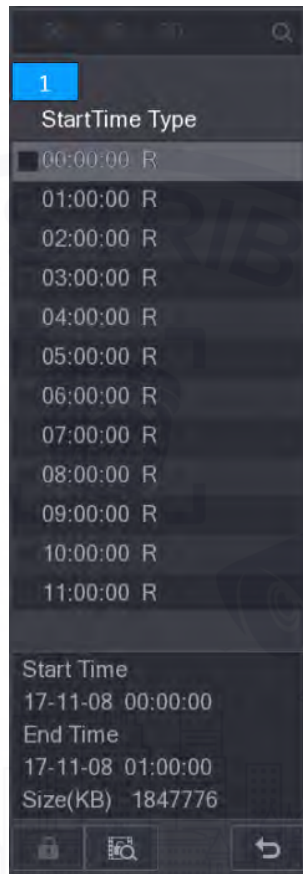 1
StartTime Type
00:00:00 R
01:00:00 R
02:00:00 R
03:00:00 R
04:00:00 R
05:00:00 R
06:00:00 R
07:00:00 R
08:00:00 R
09:00:00 R
10:00:00 R
11:00:00 R
Start Time
17-11-08 00:00:00
End Time
17-11-08 01:00:00
Size(KB) 1847776